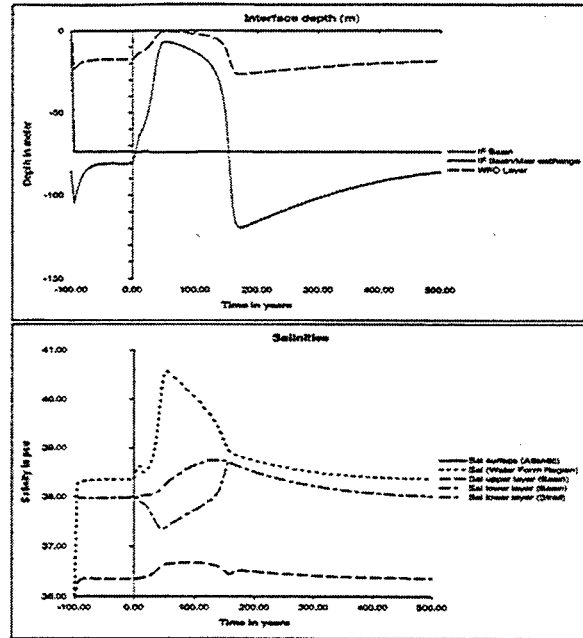 Interface depth (m)
0
-50
-100
-150
Depth in meter
-100.00 0.00 100.00 200.00 300.00 400.00 500.00
Time in years
IF Basin
IF Basin/Max exchange
WFO Layer
Salinities
41.00
40.00
39.00
38.00
37.00
36.00
Salinity in psu
-100.00 0.00 100.00 200.00 300.00 400.00 500.00
Time in years
Sal surface (Atlantic)
Sal (Water Form Region)
Sal upper layer (Basin)
Sal lower layer (Basin)
Sal lower layer (Strait)